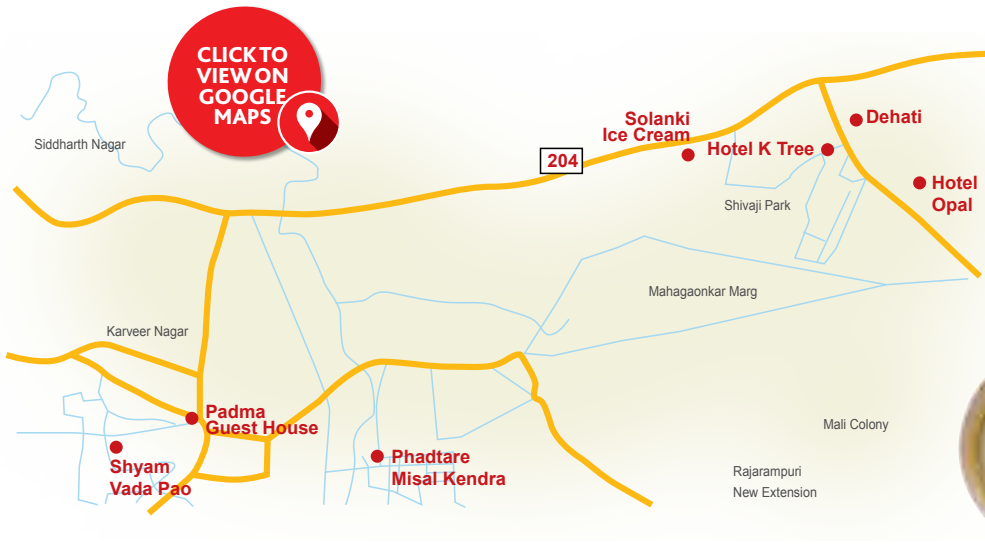 CLICK TO
VIEW ON
GOOGLE
MAPS
Siddharth Nagar
Solanki
Ice Cream
Dehati
204
Hotel K Tree
Hotel
Opal
Shivaji Park
Mahagaonkar Marg
Karveer Nagar
Padma
Guest House
Mali Colony
Shyam
Vada Pao
Phadtare
Misal Kendra
Rajarampuri
New Extension